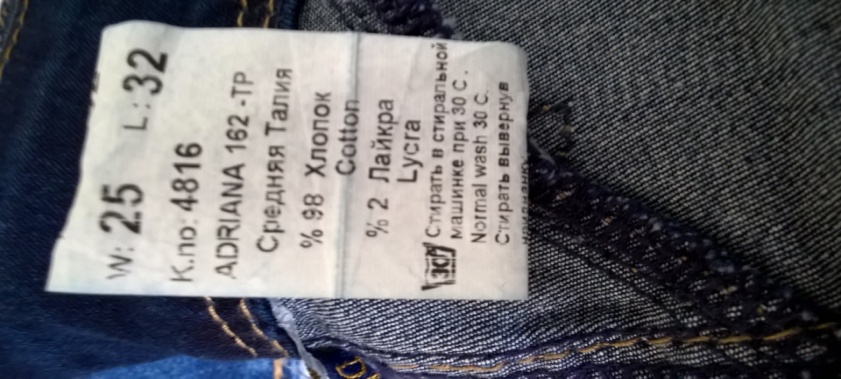 W: 25 L: 32
K.no: 4816
ADRIANA 162 -TP
Средняя Талия
% 98 Хлопок
Cotton
% 2 Лайкра
Lycra
30 Стирать в стиральной
машинке при 30 C .
Normal wash 30 C.
Стирать вывернув